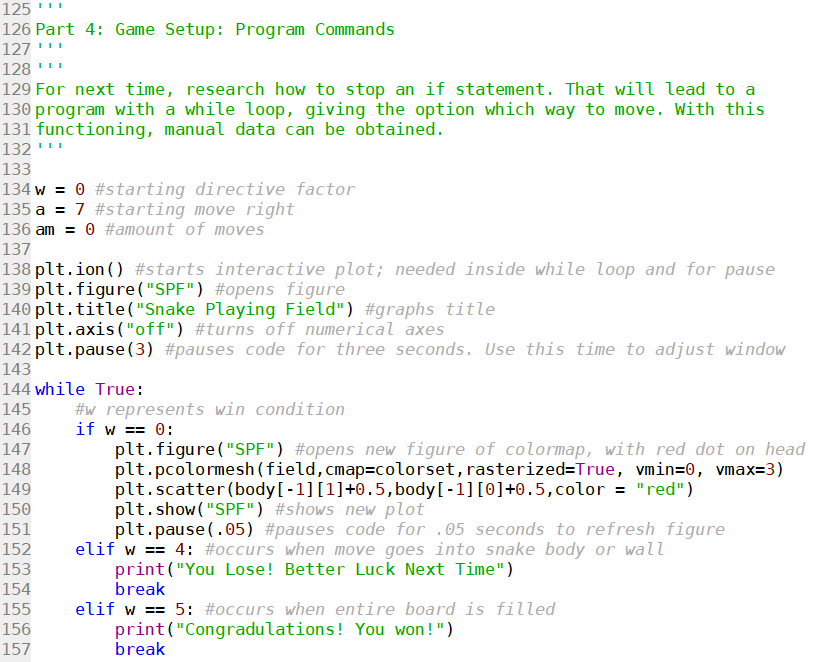 125 '''
126 Part 4: Game Setup: Program Commands
127 '''
128 '''
129 For next time, research how to stop an if statement. That will lead to a
130 program with a while loop, giving the option which way to move. With this
131 functioning, manual data can be obtained.
132 '''
133
134 w = 0 #starting directive factor
135 a = 7 #starting move right
136 am = 0 #amount of moves
137
138 plt.ion() #starts interactive plot; needed inside while loop and for pause
139 plt.figure("SPF") #opens figure
140 plt.title("Snake Playing Field") #graphs title
141 plt.axis("off") #turns off numerical axes
142 plt.pause(3) #pauses code for three seconds. Use this time to adjust window
143
144 while True:
145     #w represents win condition
146     if w == 0:
147         plt.figure("SPF") #opens new figure of colormap, with red dot on head
148         plt.pcolormesh(field,cmap=colorset,rasterized=True, vmin=0, vmax=3)
149         plt.scatter(body[-1][1]+0.5,body[-1][0]+0.5,color = "red")
150         plt.show("SPF") #shows new plot
151         plt.pause(.05) #pauses code for .05 seconds to refresh figure
152     elif w == 4: #occurs when move goes into snake body or wall
153         print("You Lose! Better Luck Next Time")
154         break
155     elif w == 5: #occurs when entire board is filled
156         print("Congradulations! You won!")
157         break